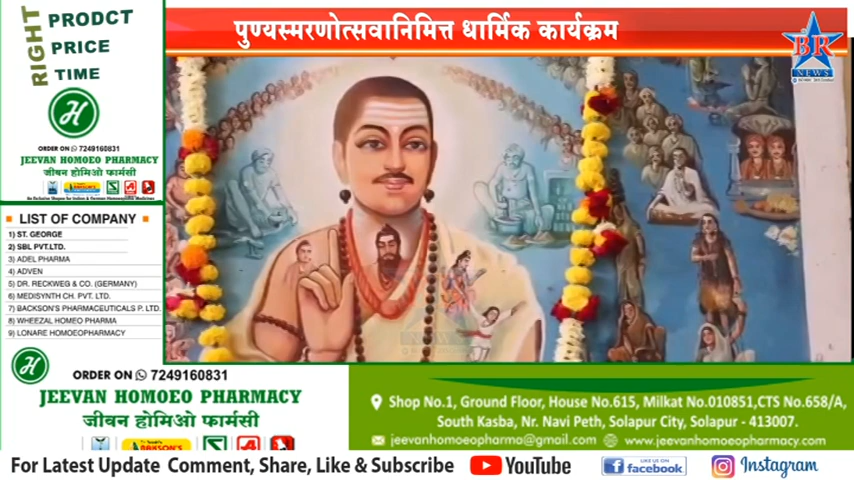 RIGHT
PRODCT
PRICE
TIME
ORDER ON 7249160831
JEEVAN HOMOEO PHARMACY
जीवन होमिओ फार्मसी
LIST OF COMPANY
1) ST. GEORGE
2) SBL PVT.LTD.
3) ADEL PHARMA
4) ADVEN
5) DR. RECKWEG & CO. (GERMANY)
6) MEDISYNTH CH. PVT. LTD.
7) BACKSON'S PHARMACEUTICALS P. LTD.
8) WHEEZAL HOMEO PHARMA
9) LONARE HOMOEOPHARMACY
पुण्यस्मरणोत्सवानिमित्त धार्मिक कार्यक्रम
BR
NEWS
ORDER ON 7249160831
JEEVAN HOMOEO PHARMACY
जीवन होमिओ फार्मसी
BAKSON'S
Shop No.1, Ground Floor, House No.615, Milkat No.010851,CTS No.658/A,
South Kasba, Nr. Navi Peth, Solapur City, Solapur - 413007.
jeevanhomoeopharma@gmail.com www.jeevanhomoeopharmacy.com
For Latest Update Comment, Share, Like & Subscribe YouTube LIKE US ON facebook Instagram